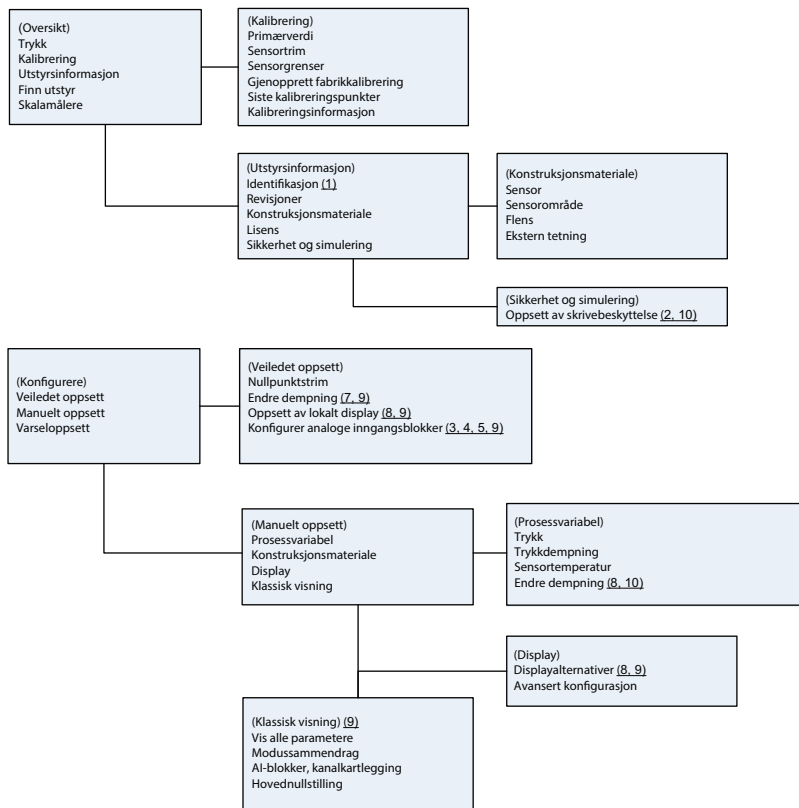 (Oversikt)
Trykk
Kalibrering
Utstyrsinformasjon
Finn utstyr
Skalamålere
(Kalibrering)
Primærverdi
Sensortrim
Sensorgrenser
Gjenopprett fabrikkalibrering
Siste kalibreringspunkter
Kalibreringsinformasjon
(Utstyrsinformasjon)
Identifikasjon (1)
Revisjoner
Konstruksjonsmateriale
Lisens
Sikkerhet og simulering
(Konstruksjonsmateriale)
Sensor
Sensorområde
Flens
Ekstern tetning
(Sikkerhet og simulering)
Oppsett av skrivebeskyttelse (2, 10)
(Konfigurere)
Veiledet oppsett
Manuelt oppsett
Varseloppsett
(Veiledet oppsett)
Nullpunktstrim
Endre dempning (7, 9)
Oppsett av lokalt display (8, 9)
Konfigurer analoge inngangsblokker (3, 4, 5, 9)
(Manuelt oppsett)
Prosessvariabel
Konstruksjonsmateriale
Display
Klassisk visning
(Prosessvariabel)
Trykk
Trykkdempning
Sensortemperatur
Endre dempning (8, 10)
(Display)
Displayalternativer (8, 9)
Avansert konfigurasjon
(Klassisk visning) (9)
Vis alle parametere
Modussammendrag
AI-blokker, kanalkartlegging
Hovednullstilling